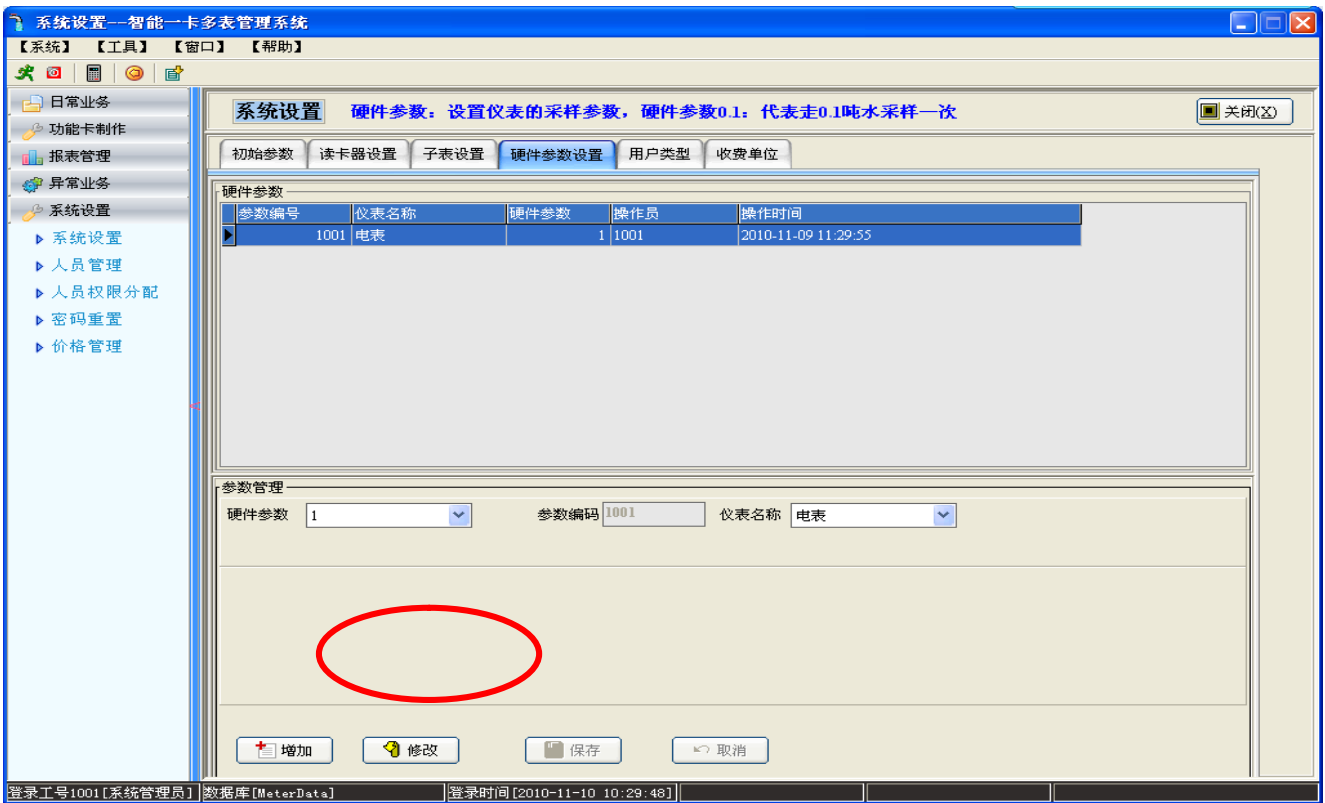 系统设置--智能一卡多表管理系统
【系统】 【工具】 【窗口】 【帮助】
日常业务
功能卡制作
报表管理
异常业务
系统设置
系统设置
人员管理
人员权限分配
密码重置
价格管理
系统设置 硬件参数：设置仪表的采样参数，硬件参数0.1：代表走0.1吨水采样一次 关闭(X)
初始参数 读卡器设置 子表设置 硬件参数设置 用户类型 收费单位
硬件参数
参数编号 仪表名称 硬件参数 操作员 操作时间
1001 电表 1 1001 2010-11-09 11:29:55
参数管理
硬件参数 1 参数编码 1001 仪表名称 电表
增加 修改 保存 取消
登录工号1001[系统管理员] 数据库[MeterData] 登录时间[2010-11-10 10:29:48]